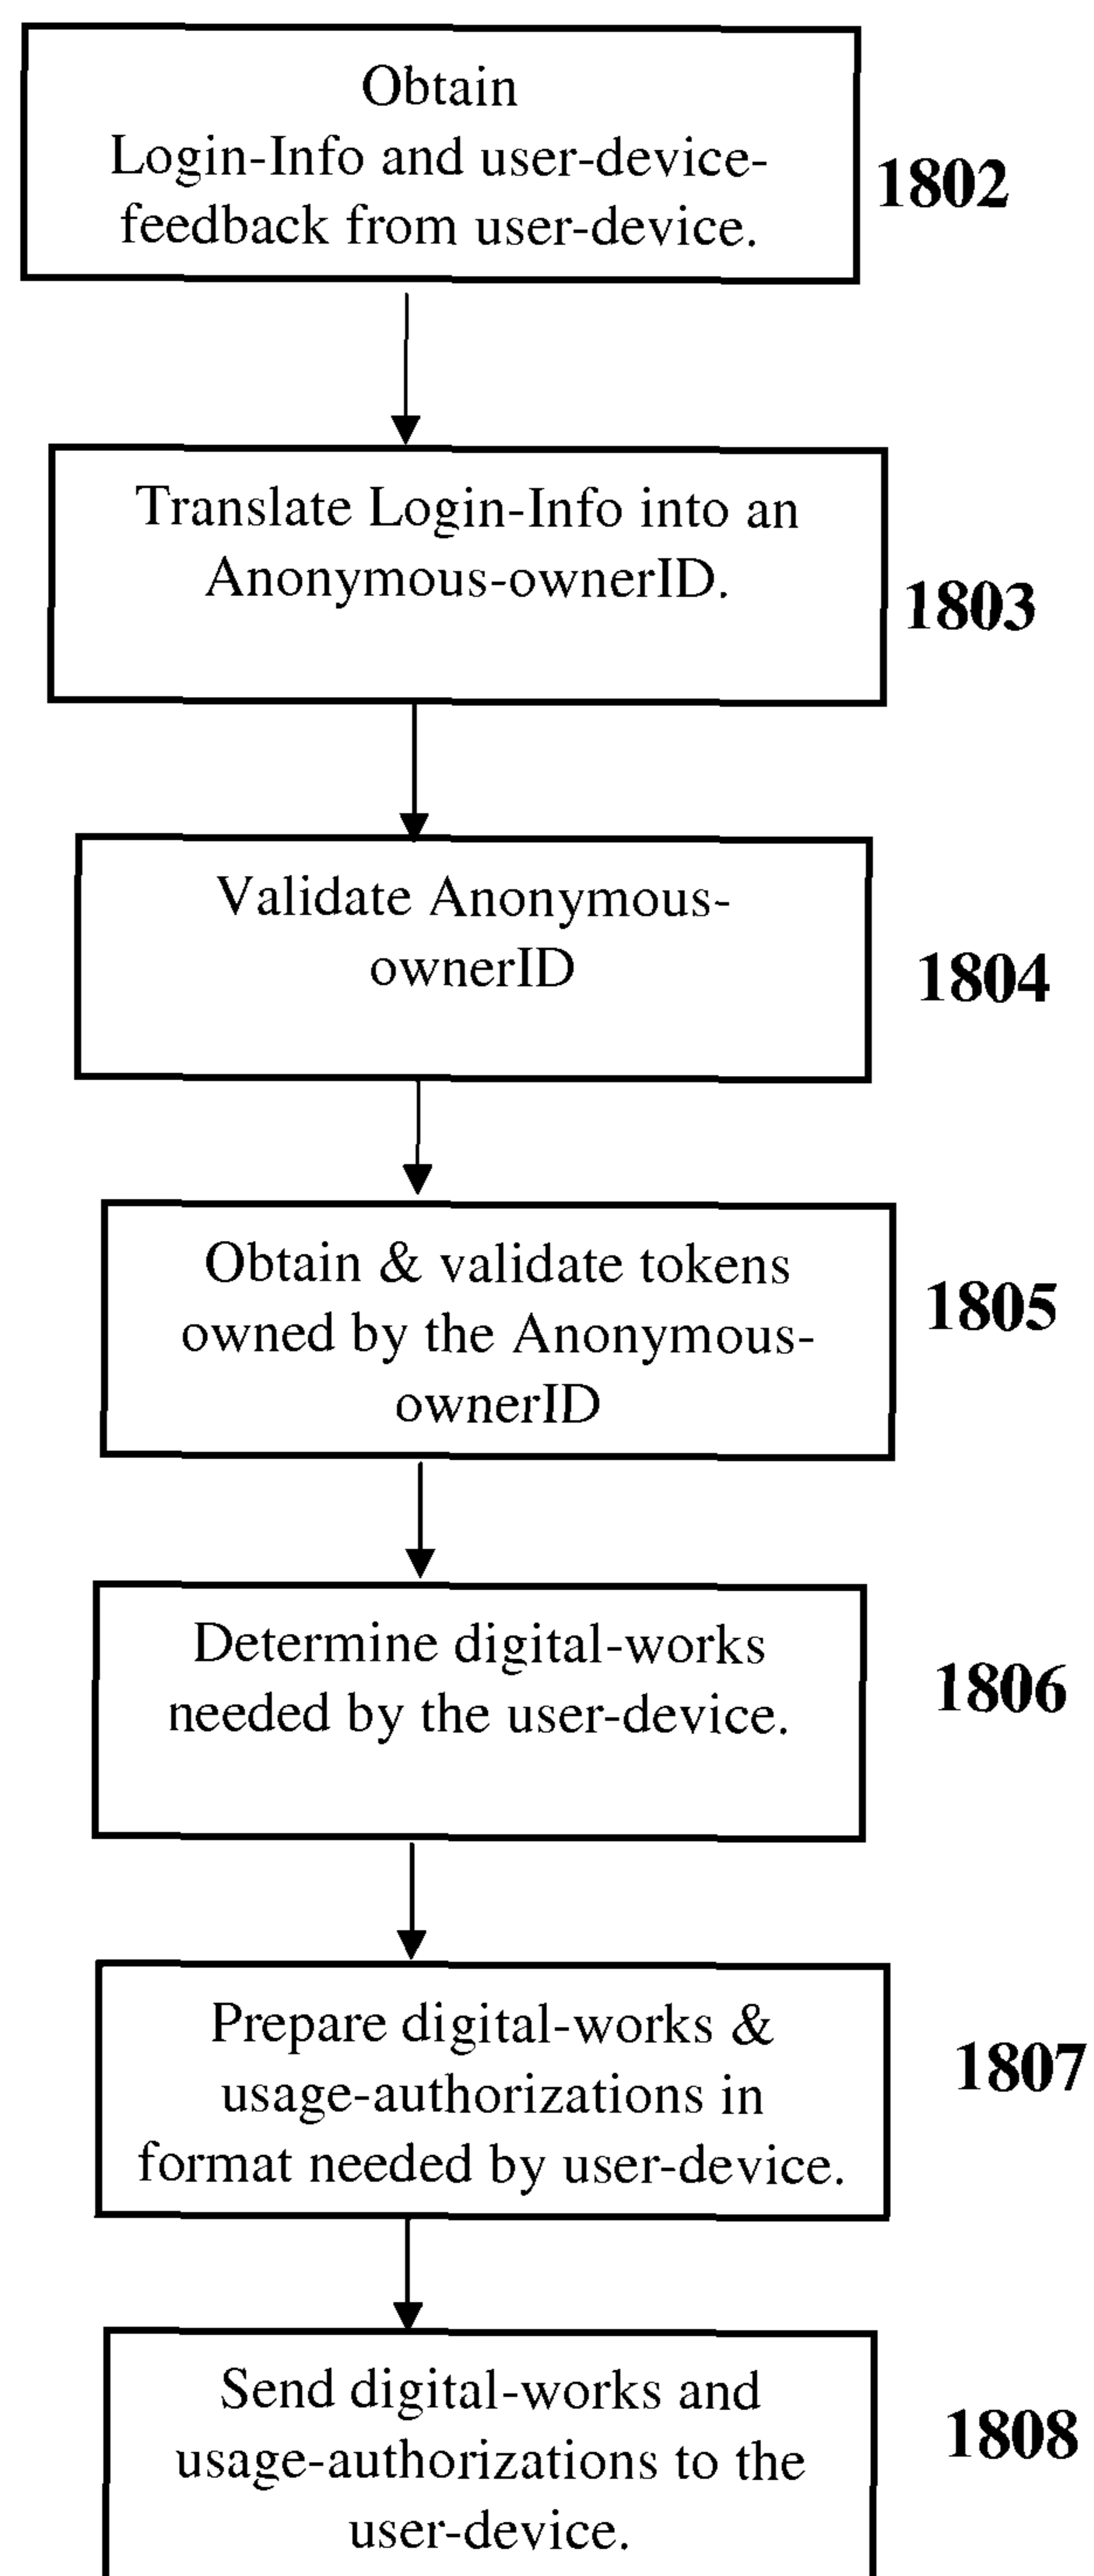 Obtain
Login-Info and user-device-
feedback from user-device.
1802
Translate Login-Info into an
Anonymous-ownerID.
1803
Validate Anonymous-
ownerID
1804
Obtain & validate tokens
owned by the Anonymous-
ownerID
1805
Determine digital-works
needed by the user-device.
1806
Prepare digital-works &
usage-authorizations in
format needed by user-device.
1807
Send digital-works and
usage-authorizations to the
user-device.
1808